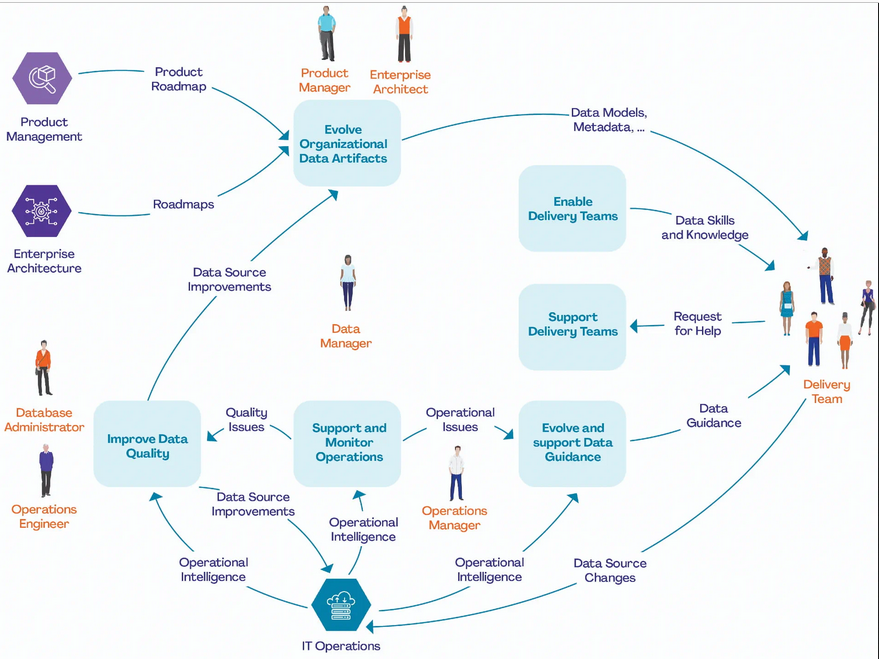 Product
Manager
Enterprise
Architect
Product
Roadmap
Product
Management
Evolve
Organizational
Data Artifacts
Data Models,
Metadata, ...
Roadmaps
Enterprise
Architecture
Enable
Delivery Teams
Data Skills
and Knowledge
Data Source
Improvements
Data
Manager
Support
Delivery Teams
Request
for Help
Delivery
Team
Database
Administrator
Operations
Engineer
Improve Data
Quality
Quality
Issues
Support and
Monitor
Operations
Operational
Issues
Operations
Manager
Evolve and
support Data
Guidance
Data
Guidance
Data Source
Improvements
Operational
Intelligence
Operational
Intelligence
Operational
Intelligence
Data Source
Changes
IT Operations